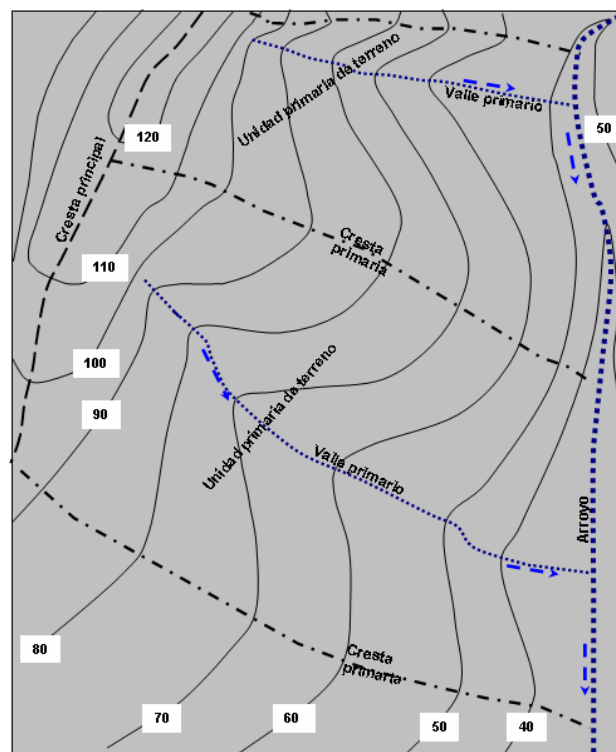 Unidad primaria de terreno
Valle primario
50
120
Cresta principal
Cresta
primaria
110
100
90
Unidad primaria de terreno
Valle primario
Arroyo
80
Cresta
primaria
70
60
50
40